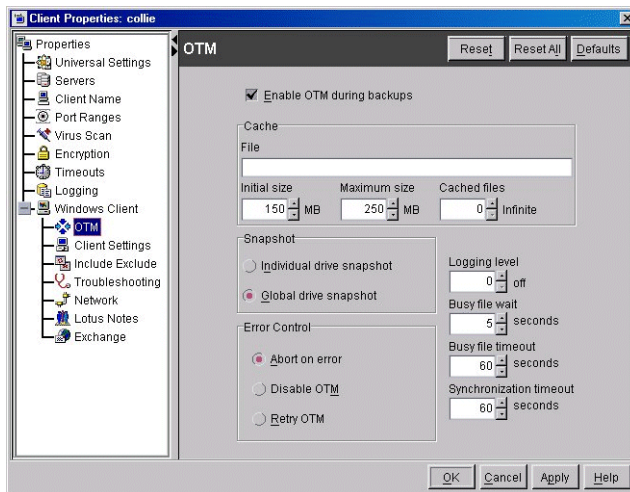 Client Properties: collie
Properties
Universal Settings
Servers
Client Name
Port Ranges
Virus Scan
Encryption
Timeouts
Logging
Windows Client
OTM
Client Settings
Include Exclude
Troubleshooting
Network
Lotus Notes
Exchange
OTM
Reset
Reset All
Defaults
Enable OTM during backups
Cache
File
Initial size Maximum size Cached files
150 MB 250 MB 0 Infinite
Snapshot
Individual drive snapshot
Global drive snapshot
Error Control
Abort on error
Disable OTM
Retry OTM
Logging level
0 off
Busy file wait
5 seconds
Busy file timeout
60 seconds
Synchronization timeout
60 seconds
OK Cancel Apply Help